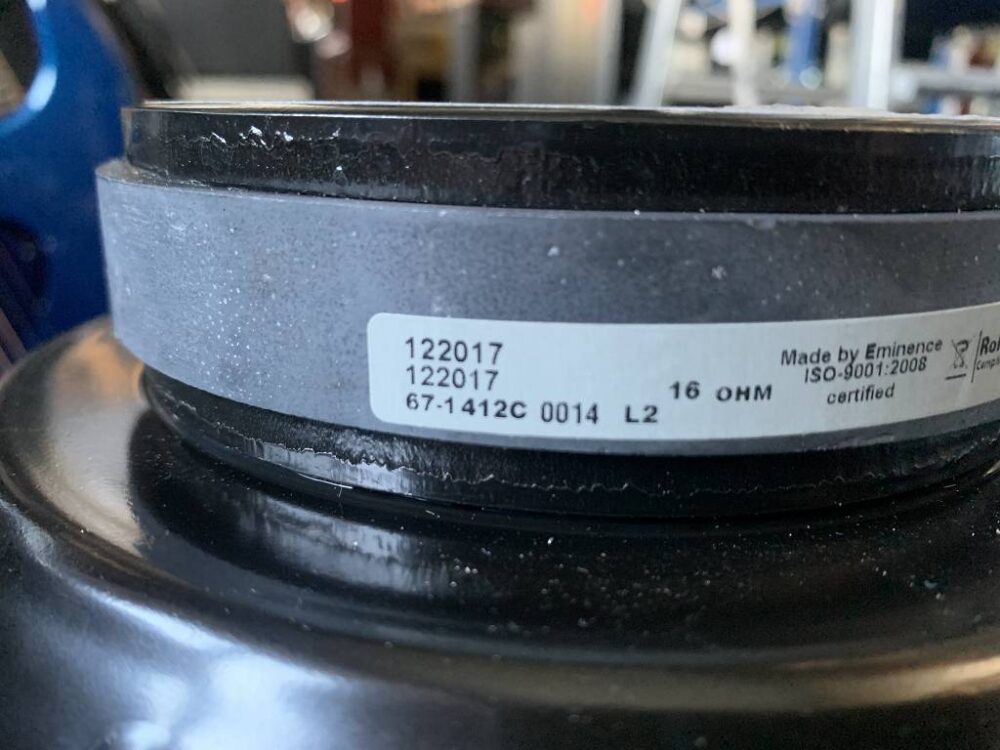 122017
122017
67-1412C 0014 L2
16 OHM
Made by Eminence
ISO-9001:2008
certified